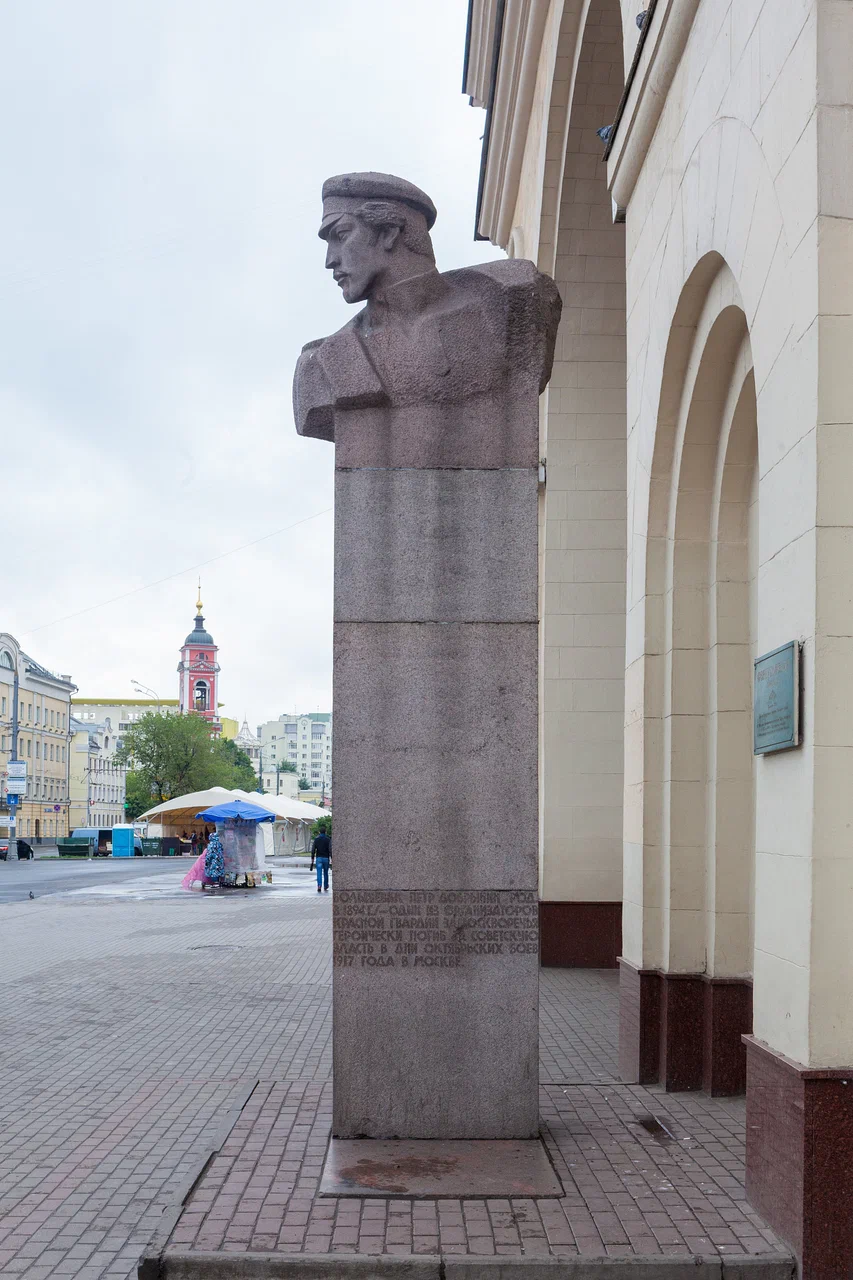 БОЛЬШЕВИК ПЕТР ДОБРЫНИН РОД.
В 1894 Г. – ОДИН ИЗ ОРГАНИЗАТОРОВ
КРАСНОЙ ГВАРДИИ ЗАМОСКВОРЕЧЬЯ
ГЕРОИЧЕСКИ ПОГИБ ЗА СОВЕТСКУЮ
ВЛАСТЬ В ДНИ ОКТЯБРЬСКИХ БОЕВ
1917 ГОДА В МОСКВЕ.